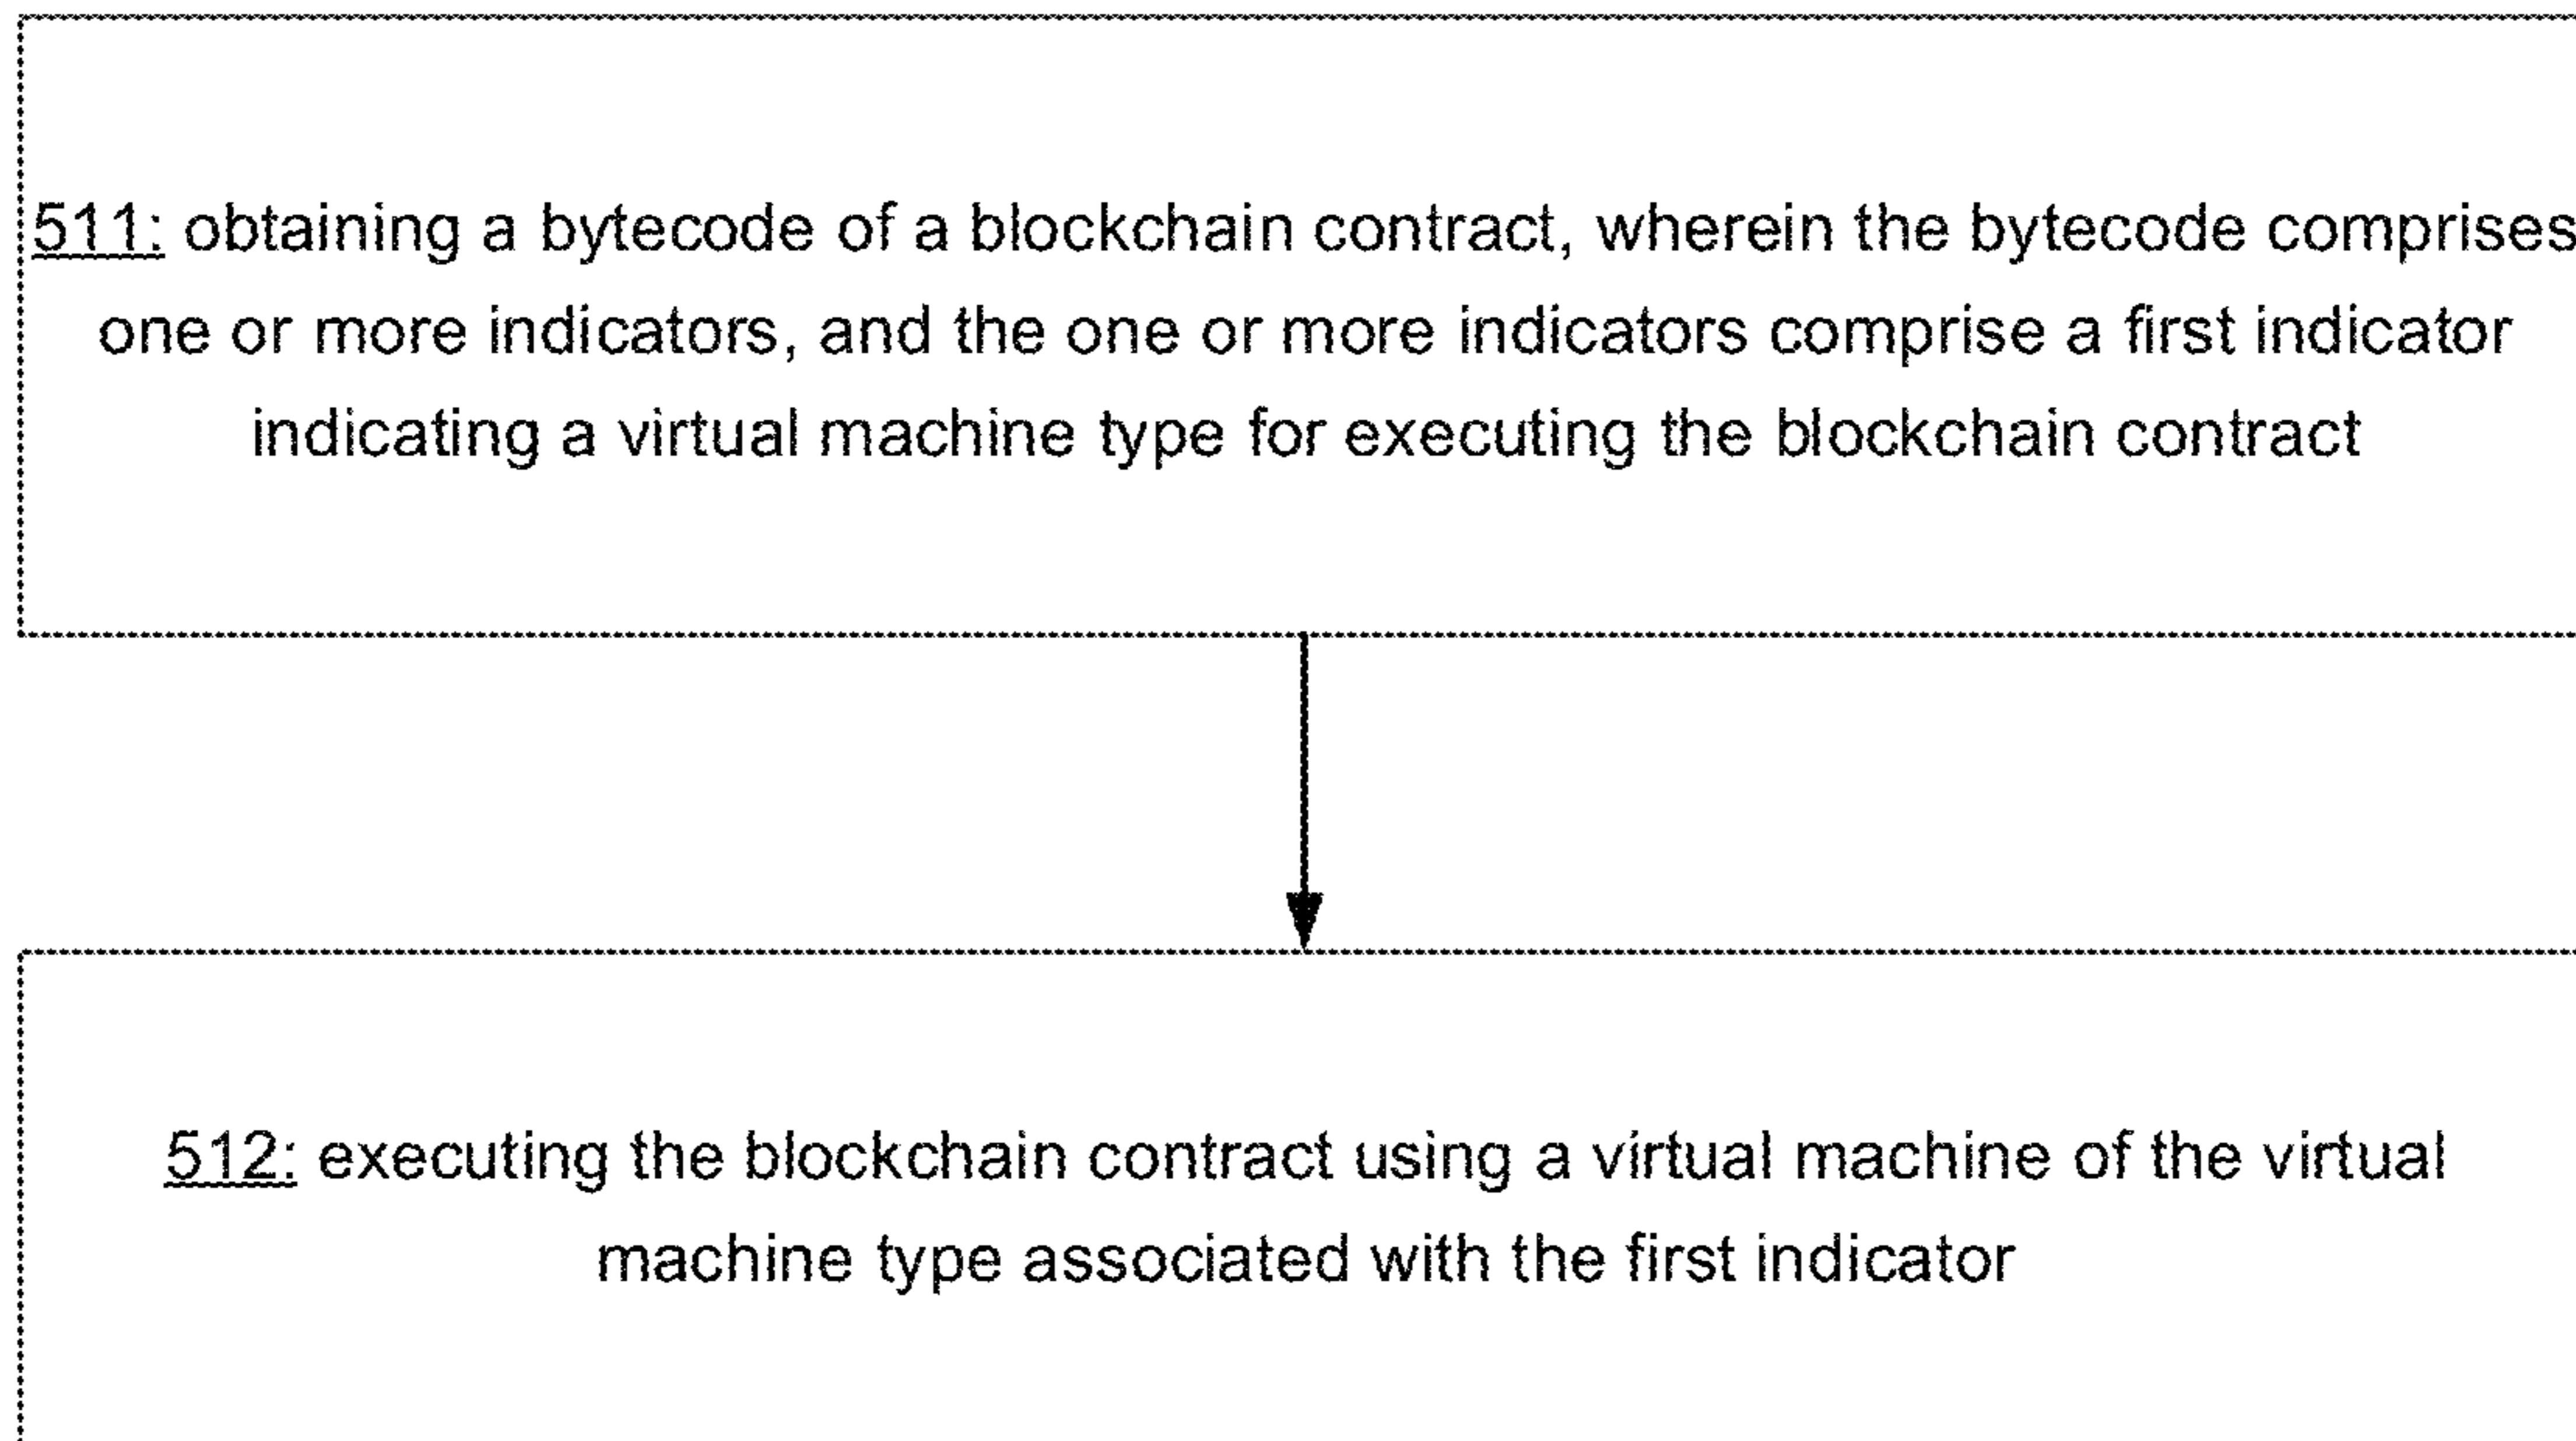 511: obtaining a bytecode of a blockchain contract, wherein the bytecode comprises
one or more indicators, and the one or more indicators comprise a first indicator
indicating a virtual machine type for executing the blockchain contract
512: executing the blockchain contract using a virtual machine of the virtual
machine type associated with the first indicator